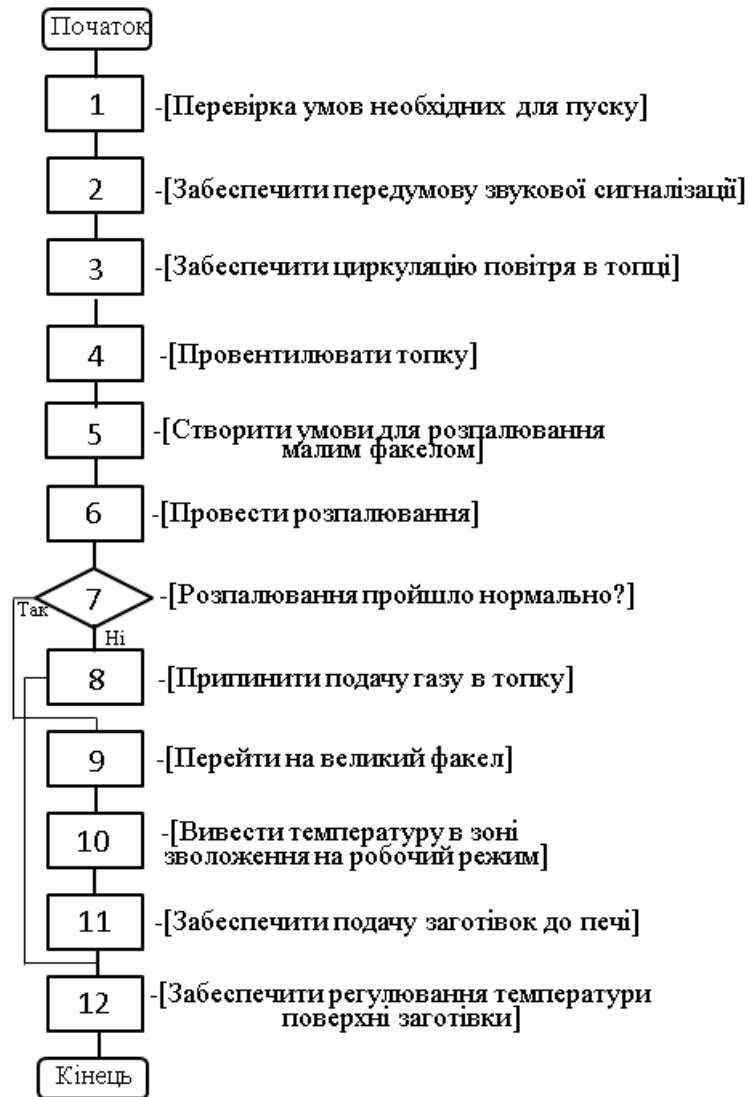 Початок
1 -[Перевірка умов необхідних для пуску]
2 -[Забеспечити передумову звукової сигналізації]
3 -[Забеспечити циркуляцію повітря в топці]
4 -[Провентилювати топку]
5 -[Створити умови для розпалювання
малим факелом]
6 -[Провести розпалювання]
7 -[Розпалювання пройшло нормально?]
Так
Ні
8 -[Припинити подачу газу в топку]
9 -[Перейти на великий факел]
10 -[Вивести температуру в зоні
зволоження на робочий режим]
11 -[Забеспечити подачу заготівок до печі]
12 -[Забеспечити регулювання температури
поверхні заготівки]
Кінець